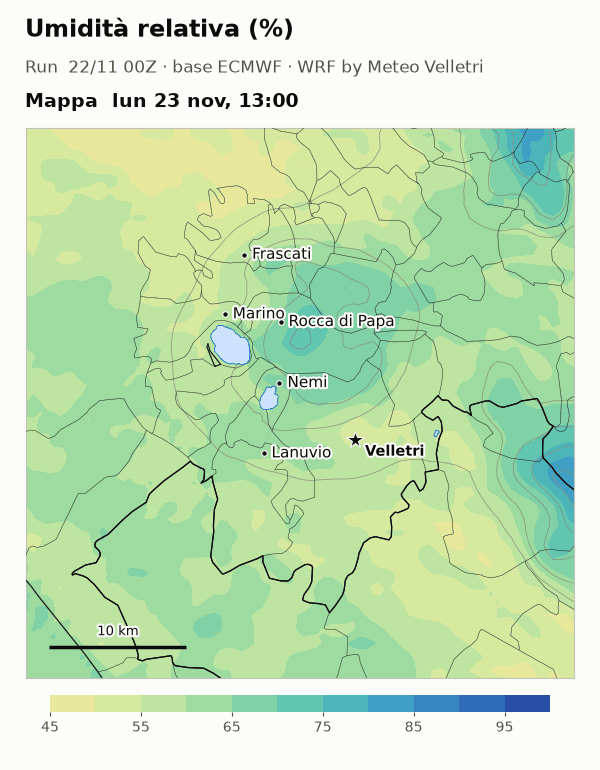 Umidità relativa (%)
Run  22/11 00Z · base ECMWF · WRF by Meteo Velletri
Mappa  lun 23 nov, 13:00
Frascati
Marino
Rocca di Papa
Nemi
Velletri
Lanuvio
10 km
45 55 65 75 85 95